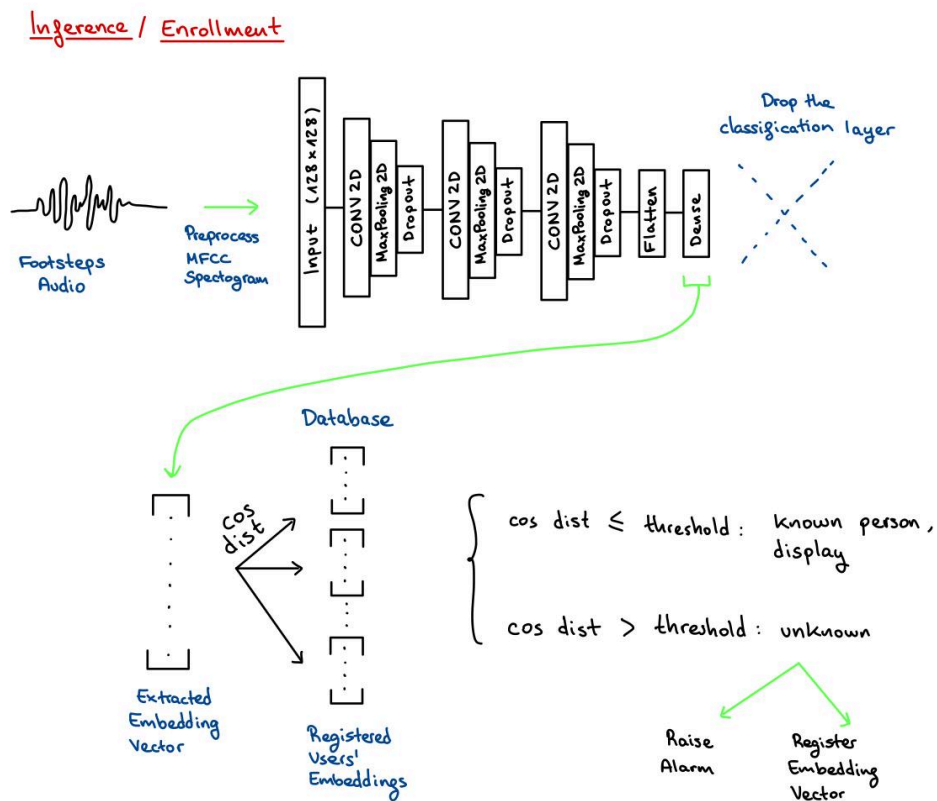 Inference / Enrollment
Drop the
classification layer
Input (128 x 128)
CONV 2D
MaxPooling 2D
Dropout
CONV 2D
MaxPooling 2D
Dropout
CONV 2D
MaxPooling 2D
Dropout
Flatten
Dense
Footsteps
Audio
Preprocess
MFCC
Spectogram
Database
cos
dist
cos dist ≤ threshold : known person,
display
cos dist > threshold : unknown
Extracted
Embedding
Vector
Registered
Users'
Embeddings
Raise
Alarm
Register
Embedding
Vector